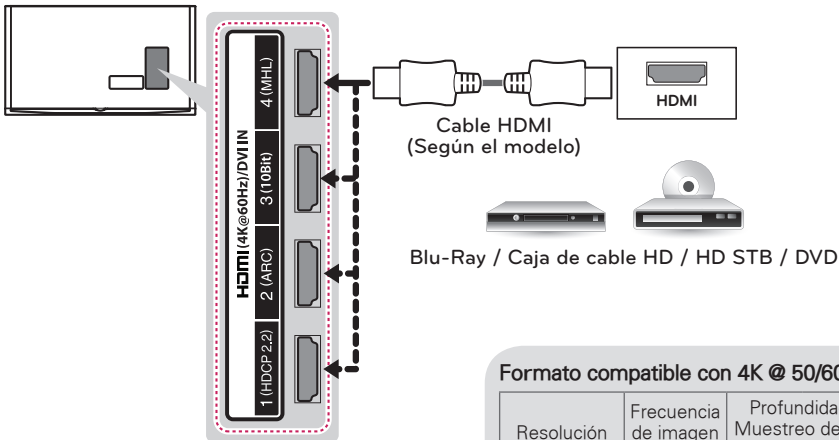 HDMI(4K@60Hz)/DVI IN
4 (MHL)
3 (10Bit)
2 (ARC)
1 (HDCP 2.2)
Cable HDMI
(Según el modelo)
HDMI
Blu-Ray / Caja de cable HD / HD STB / DVD
Formato compatible con 4K @ 50/60
Resolución
Frecuencia
de imagen
Muestreo de